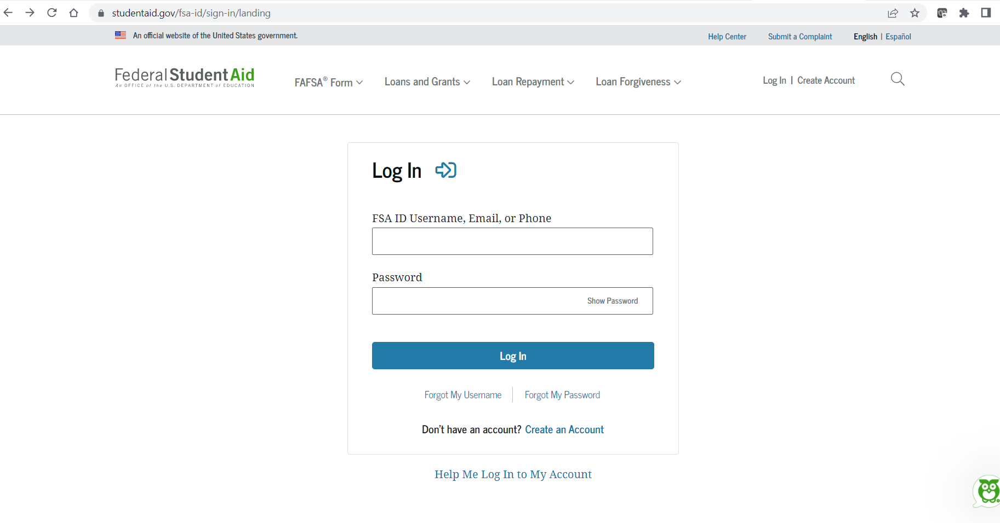 studentaid.gov/fsa-id/sign-in/landing
An official website of the United States government.
Help Center
Submit a Complaint
English | Español
Federal Student Aid
An OFFICE of the U.S. DEPARTMENT of EDUCATION
FAFSA® Form
Loans and Grants
Loan Repayment
Loan Forgiveness
Log In | Create Account
Log In
FSA ID Username, Email, or Phone
Password
Show Password
Log In
Forgot My Username
Forgot My Password
Don't have an account? Create an Account
Help Me Log In to My Account